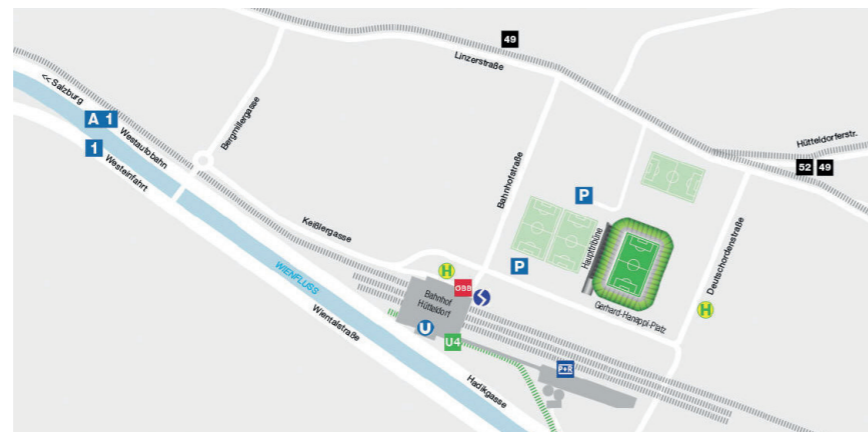 49
Linzerstraße
<< Salzburg
A 1
Westautobahn
1
Westeinfahrt
Bergmillergasse
Hütteldorferstr.
52 49
Bahnhofstraße
P
Keißlergasse
Hauptribüne
Deutschordenstraße
P
WIENFLUSS
H
ÖBB
S
Bahnhof
Hütteldorf
Gerhard-Hanappi-Platz
H
Wientalstraße
U
U4
P+R
Hadikgasse